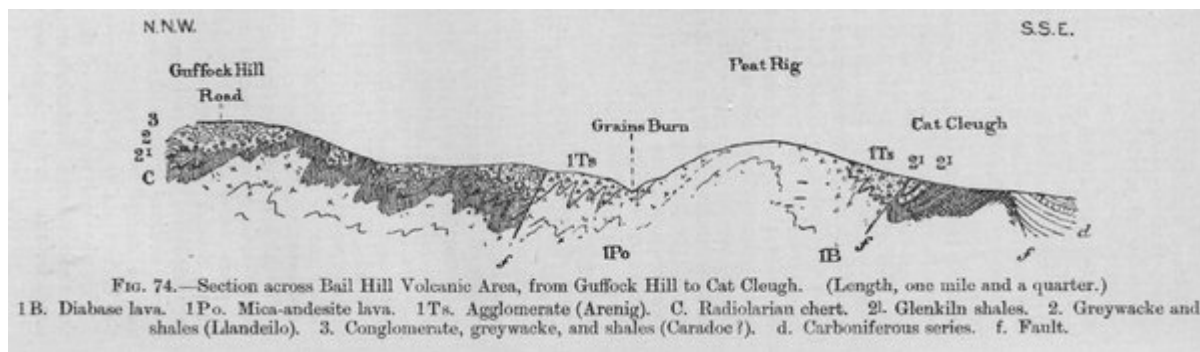 N.N.W.
S.S.E.
Peat Rig
Guffock Hill
Road
Grains Burn
Cat Cleugh
3
2
2¹
C
1Ts
1Ts
2¹ 2¹
f
1Po
1B
f
f
d
FIG. 74.—Section across Bail Hill Volcanic Area, from Guffock Hill to Cat Cleugh. (Length, one mile and a quarter.)
1B. Diabase lava. 1Po. Mica-andesite lava. 1Ts. Agglomerate (Arenig). C. Radiolarian chert. 2¹. Glenkiln shales. 2. Greywacke and
shales (Llandeilo). 3. Conglomerate, greywacke, and shales (Caradoc ?). d. Carboniferous series. f. Fault.